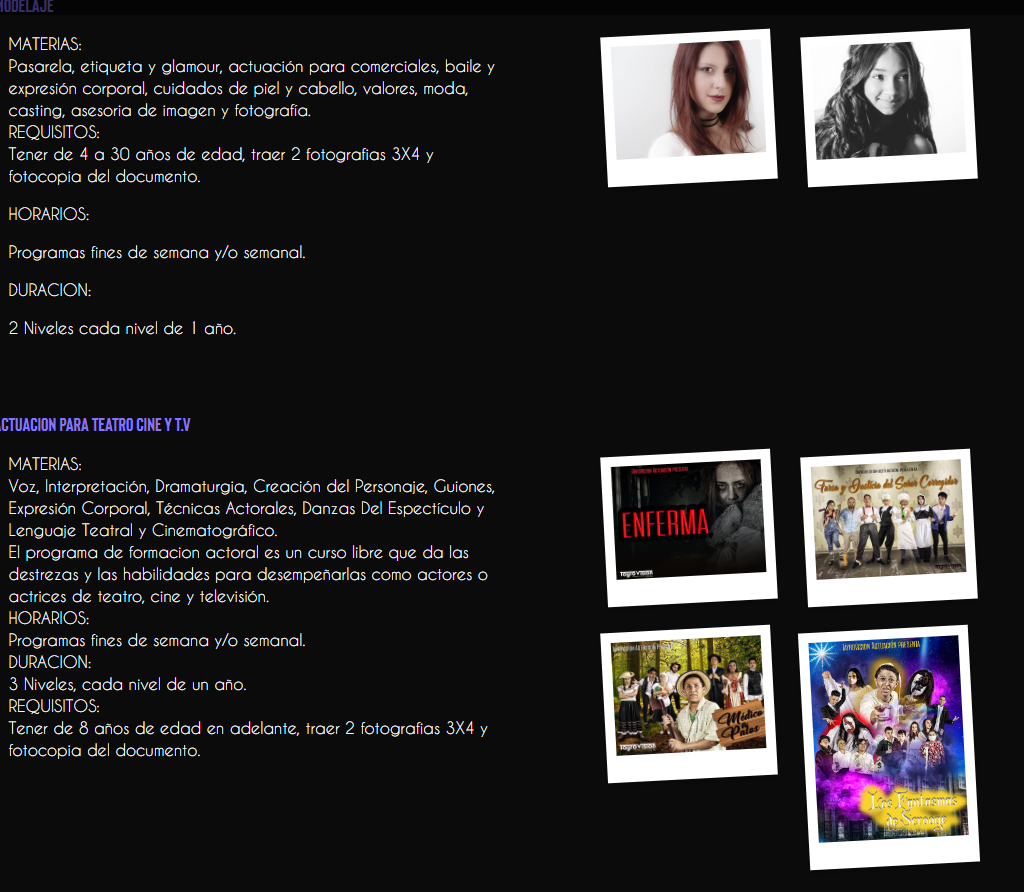 MODELAJE
MATERIAS:
Pasarela, etiqueta y glamour, actuación para comerciales, baile y
expresión corporal, cuidados de piel y cabello, valores, moda,
casting, asesoria de imagen y fotografía.
REQUISITOS:
Tener de 4 a 30 años de edad, traer 2 fotografias 3X4 y
fotocopia del documento.
HORARIOS:
Programas fines de semana y/o semanal.
DURACION:
2 Niveles cada nivel de 1 año.
ACTUACION PARA TEATRO CINE Y T.V
MATERIAS:
Voz, Interpretación, Dramaturgia, Creación del Personaje, Guiones,
Expresión Corporal, Técnicas Actorales, Danzas Del Espectículo y
Lenguaje Teatral y Cinematográfico.
El programa de formacion actoral es un curso libre que da las
destrezas y las habilidades para desempeñarlas como actores o
actrices de teatro, cine y televisión.
HORARIOS:
Programas fines de semana y/o semanal.
DURACION:
3 Niveles, cada nivel de un año.
REQUISITOS:
Tener de 8 años de edad en adelante, traer 2 fotografias 3X4 y
fotocopia del documento.
ENFERMA
Tayrovision
Farsa y Justicia del Señor Corregidor
Médico a Palos
Tayrovision
Tayrovision Actuación presenta
Los Fantasmas
de Scrooge